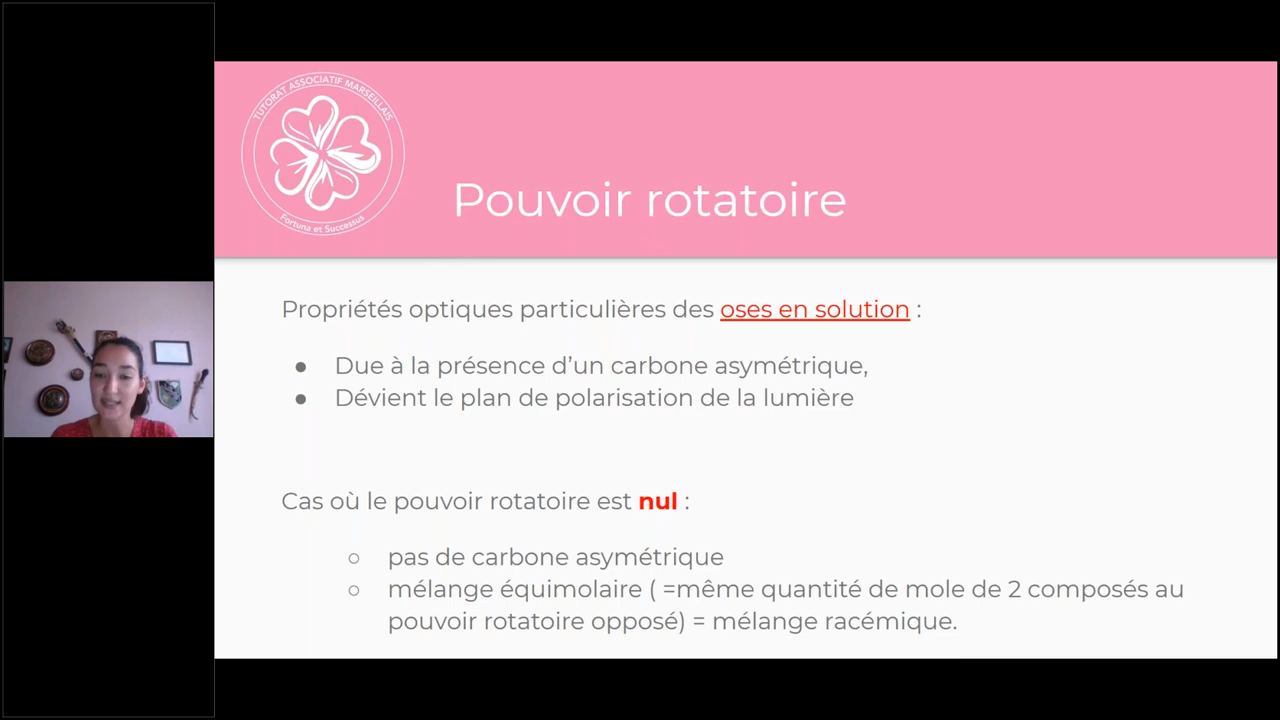 TUTORAT ASSOCIATIF MARSEILLAIS
Fortuna et Successus
Pouvoir rotatoire
Propriétés optiques particulières des oses en solution :
● Due à la présence d’un carbone asymétrique,
● Dévient le plan de polarisation de la lumière
Cas où le pouvoir rotatoire est nul :
○ pas de carbone asymétrique
○ mélange équimolaire ( =même quantité de mole de 2 composés au
pouvoir rotatoire opposé) = mélange racémique.